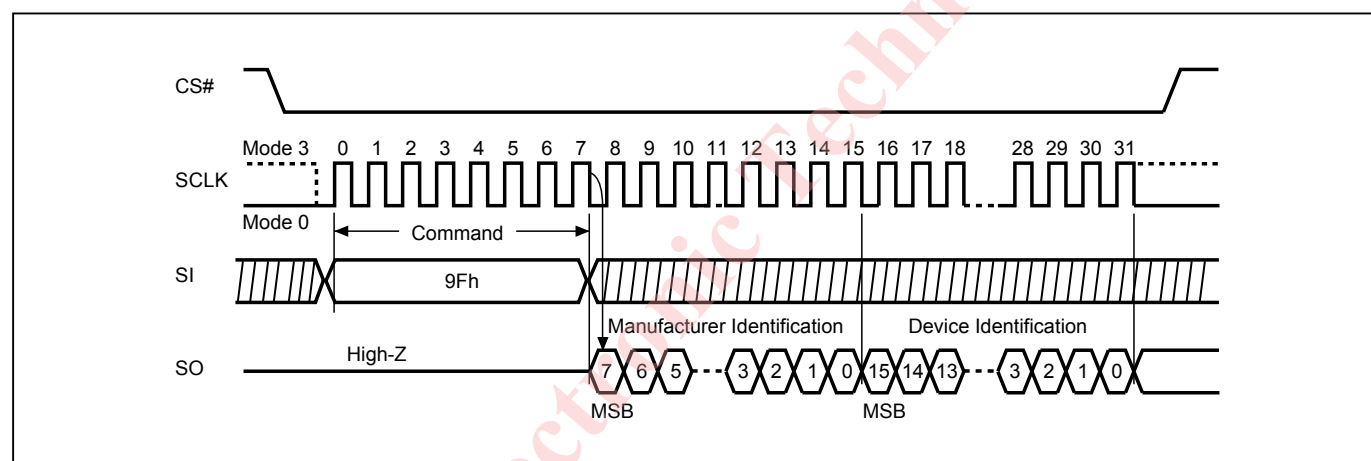 CS#
Mode 3 0 1 2 3 4 5 6 7 8 9 10 11 12 13 14 15 16 17 18 28 29 30 31
SCLK
Mode 0
Command
SI 9Fh
Manufacturer Identification Device Identification
High-Z
SO 7 6 5 3 2 1 0 15 14 13 3 2 1 0
MSB MSB
ectronic Techn